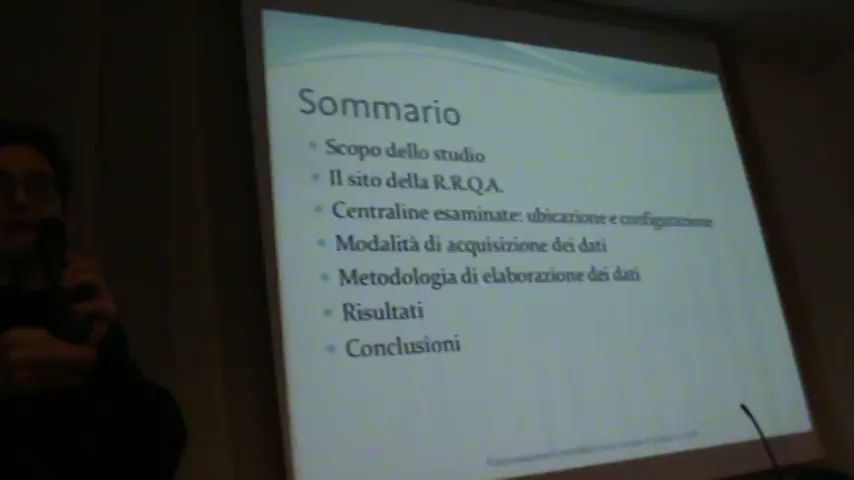 Sommario
Scopo dello studio
Il sito della R.R.Q.A.
Centraline esaminate: ubicazione e configurazione
Modalità di acquisizione dei dati
Metodologia di elaborazione dei dati
Risultati
Conclusioni